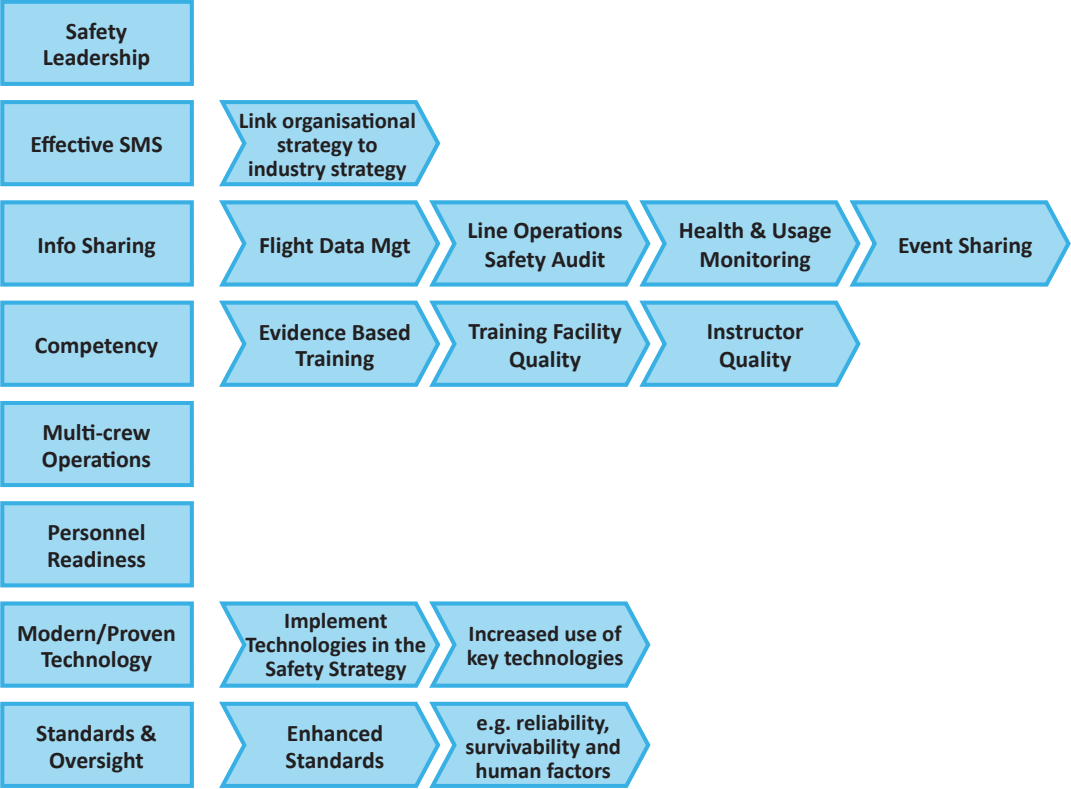 Safety
Leadership
Effective SMS
Link organisational
strategy to
industry strategy
Info Sharing
Flight Data Mgt
Line Operations
Safety Audit
Health & Usage
Monitoring
Event Sharing
Competency
Evidence Based
Training
Training Facility
Quality
Instructor
Quality
Multi-crew
Operations
Personnel
Readiness
Modern/Proven
Technology
Implement
Technologies in the
Safety Strategy
Increased use of
key technologies
Standards &
Oversight
Enhanced
Standards
e.g. reliability,
survivability and
human factors